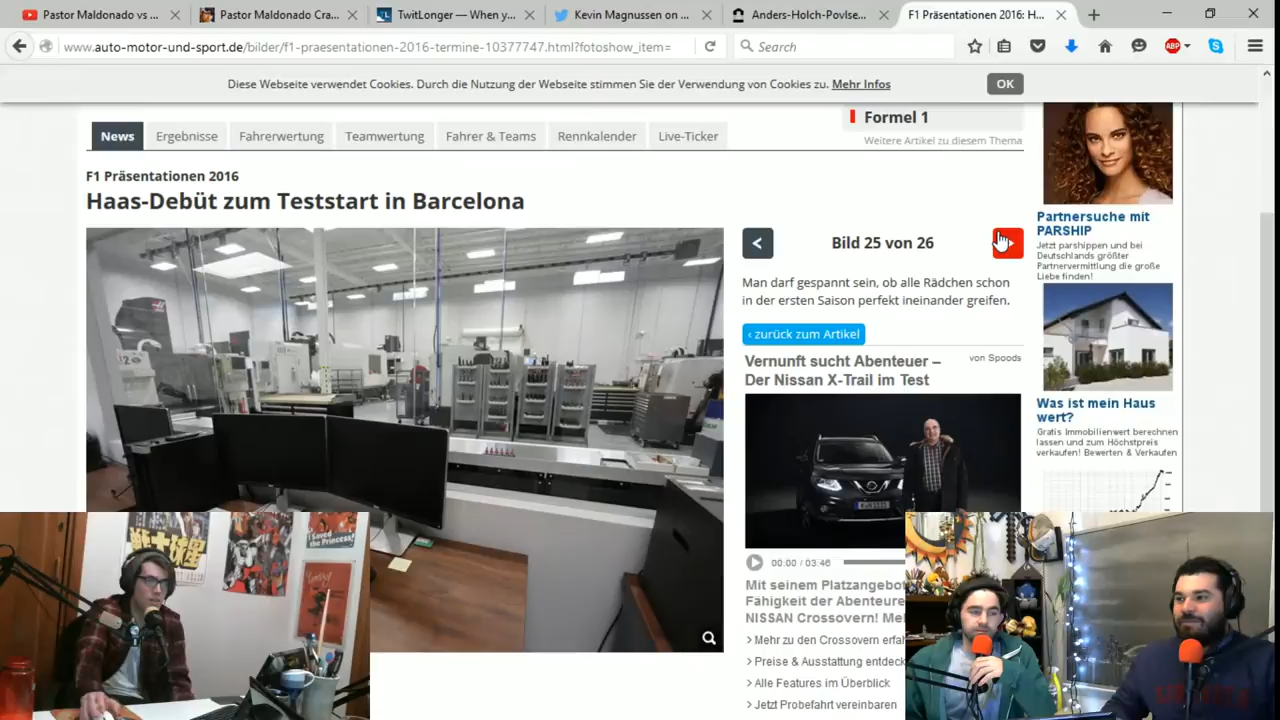 Pastor Maldonado vs ...
Pastor Maldonado Cra...
TwitLonger — When y...
Kevin Magnussen on ...
Anders-Holch-Povlse...
F1 Präsentationen 2016: H...
www.auto-motor-und-sport.de/bilder/f1-praesentationen-2016-termine-10377747.html?fotoshow_item=
Search
ABP
Diese Webseite verwendet Cookies. Durch die Nutzung der Webseite stimmen Sie der Verwendung von Cookies zu. Mehr Infos
OK
News
Ergebnisse
Fahrerwertung
Teamwertung
Fahrer & Teams
Rennkalender
Live-Ticker
Formel 1
Weitere Artikel zu diesem Thema
F1 Präsentationen 2016
Haas-Debüt zum Teststart in Barcelona
<
Bild 25 von 26
Man darf gespannt sein, ob alle Rädchen schon
in der ersten Saison perfekt ineinander greifen.
‹ zurück zum Artikel
Vernunft sucht Abenteuer –
Der Nissan X-Trail im Test
von Spoods
00:00 / 03:46
Mit seinem Platzangebo
Fähigkeit der Abenteure
NISSAN Crossovern! Me
> Mehr zu den Crossovern erfa
> Preise & Ausstattung entdeck
> Alle Features im Überblick
> Jetzt Probefahrt vereinbaren
Partnersuche mit
PARSHIP
Jetzt parshippen und bei
Deutschlands größter
Partnervermittlung die große
Liebe finden!
Was ist mein Haus
wert?
Gratis Immobilienwert berechnen
lassen und zum Höchstpreis
verkaufen! Bewerten & Verkaufen
I Saved
the Princess!